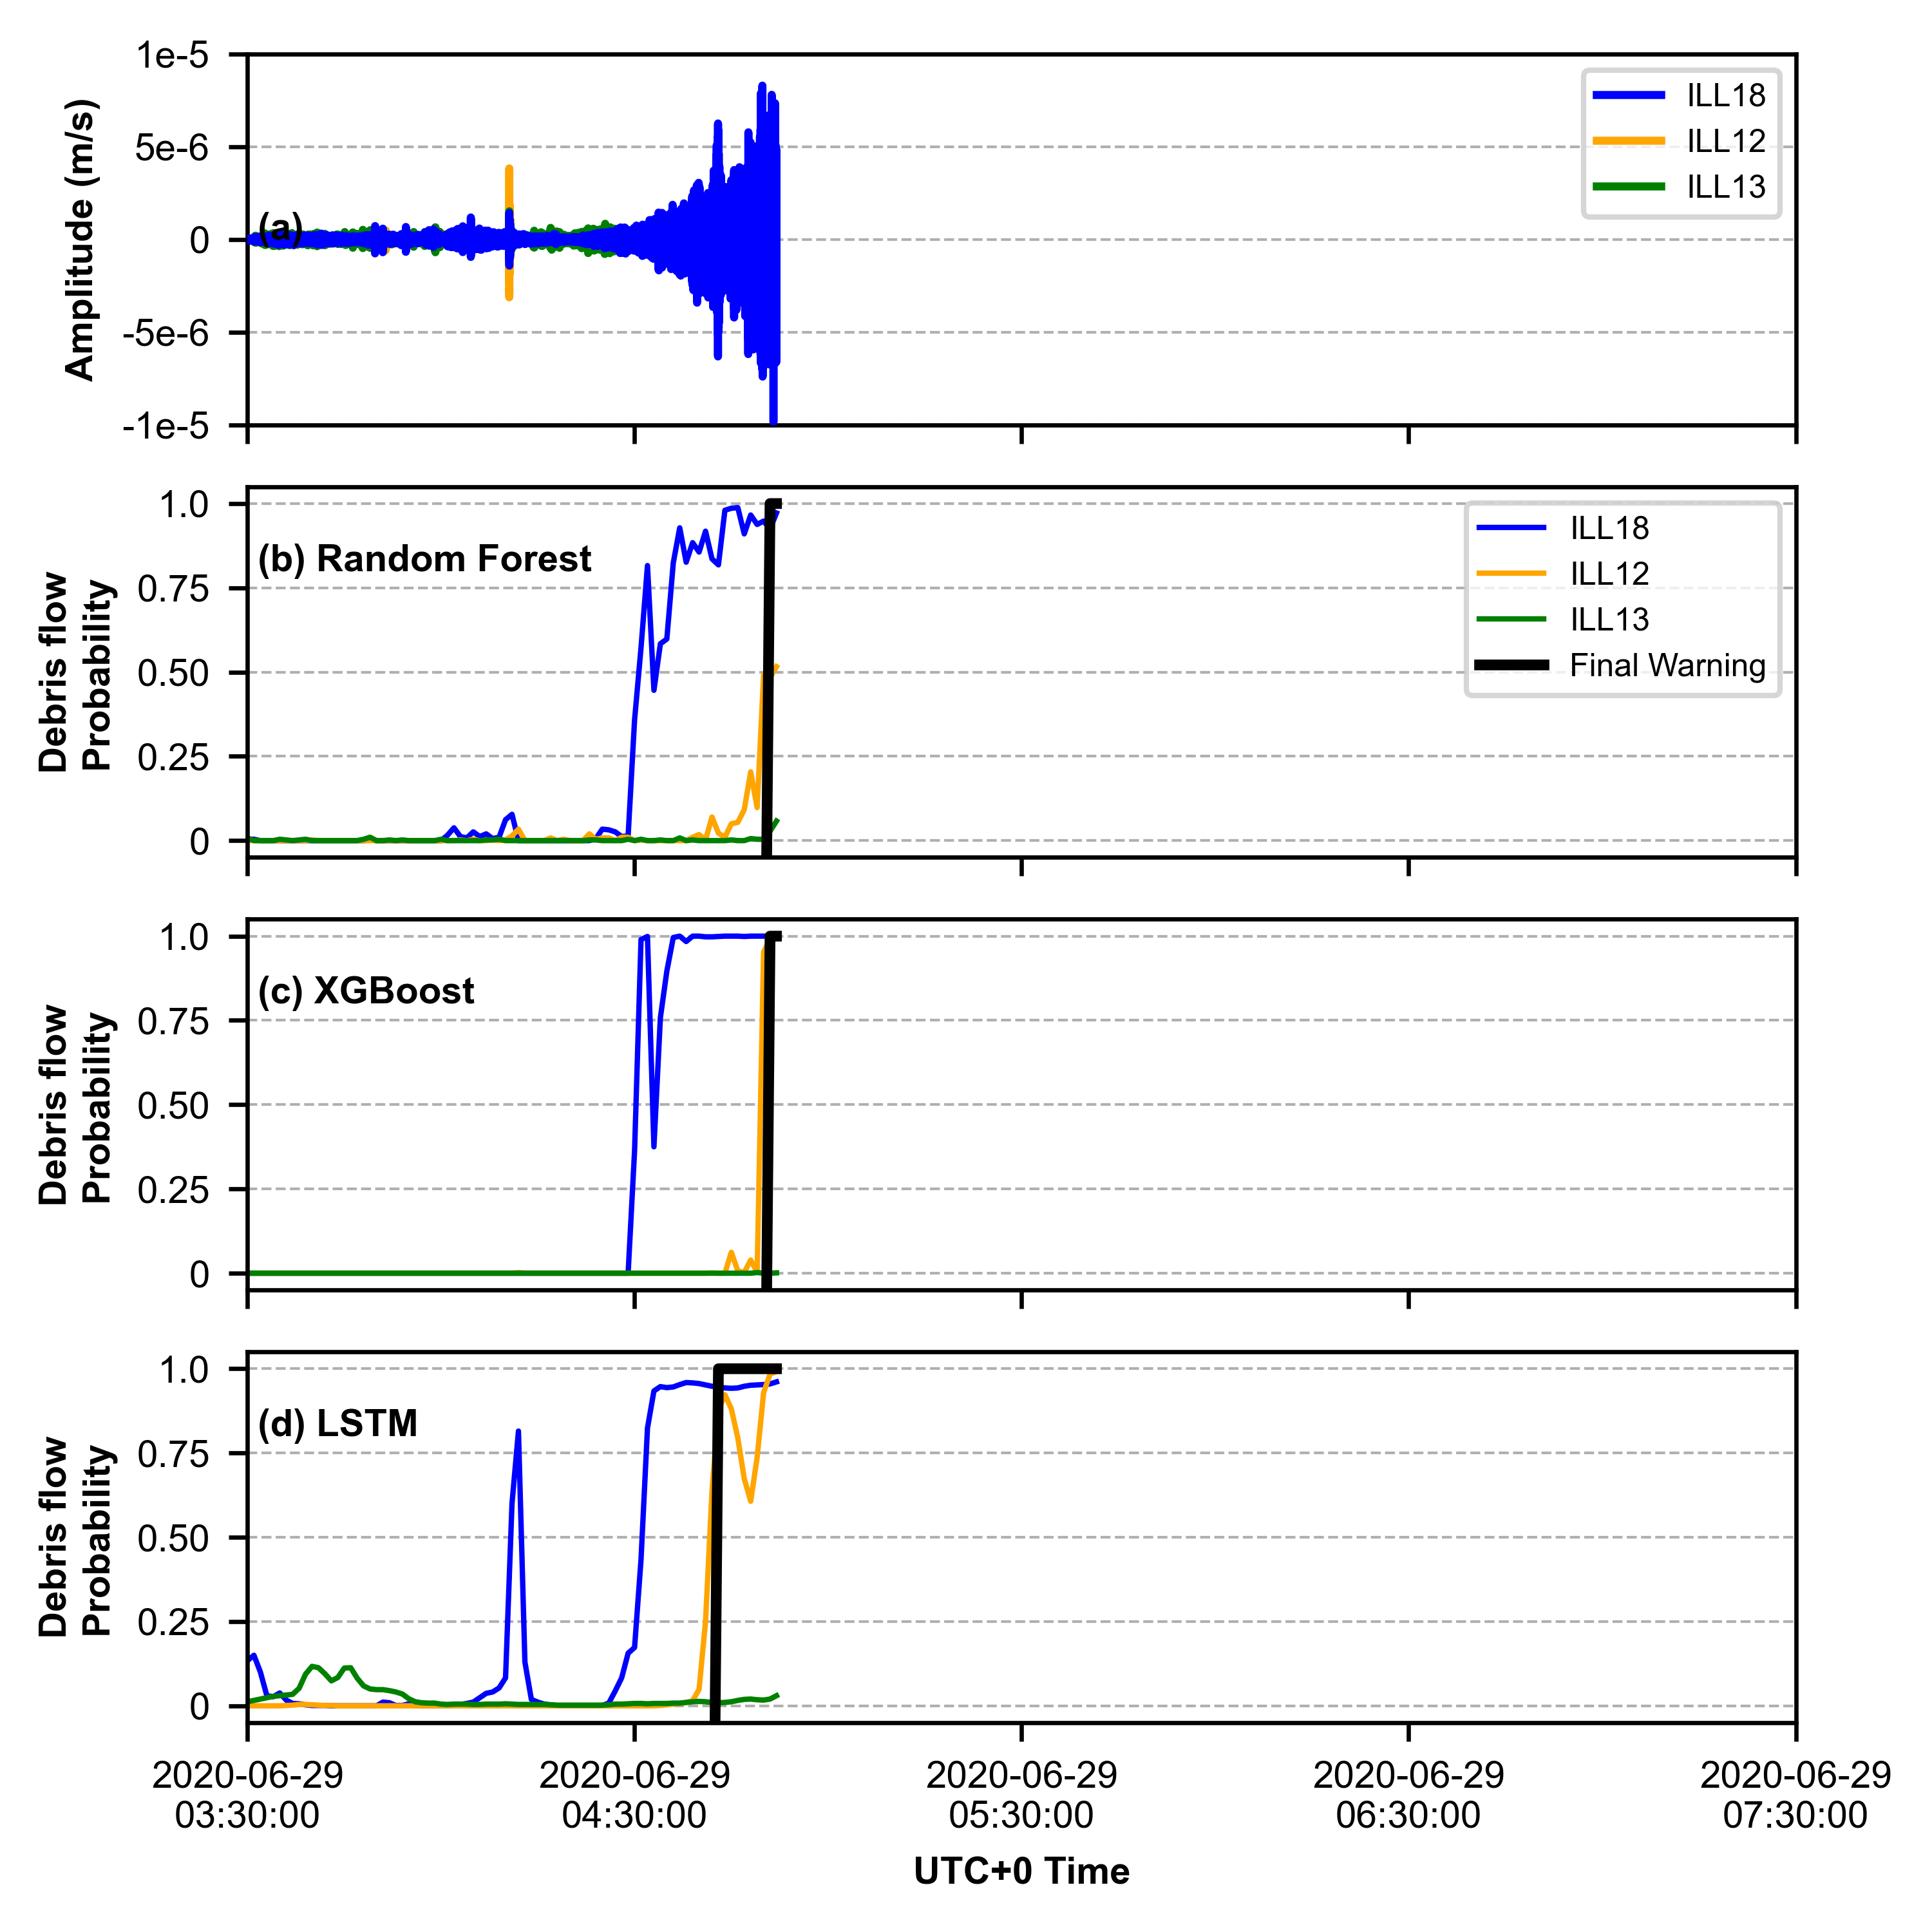 1e-5
5e-6
0
-5e-6
-1e-5
Amplitude (m/s)
(a)
ILL18
ILL12
ILL13
1.0
0.75
0.50
0.25
0
Debris flow
Probability
(b) Random Forest
ILL18
ILL12
ILL13
Final Warning
1.0
0.75
0.50
0.25
0
Debris flow
Probability
(c) XGBoost
1.0
0.75
0.50
0.25
0
Debris flow
Probability
(d) LSTM
2020-06-29
03:30:00
2020-06-29
04:30:00
2020-06-29
05:30:00
2020-06-29
06:30:00
2020-06-29
07:30:00
UTC+0 Time